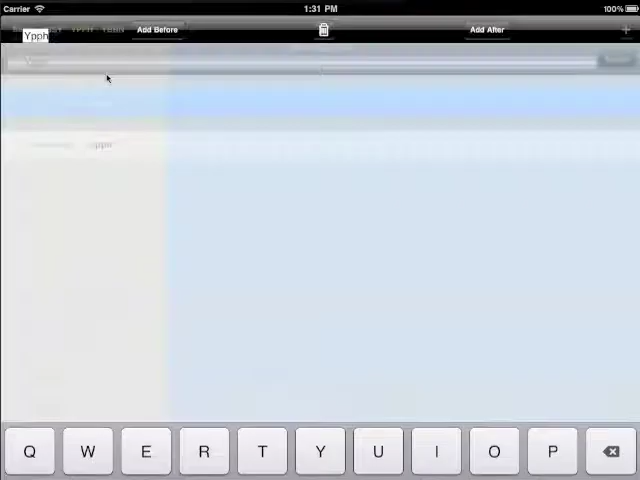 Carrier 1:31 PM 100%
Ypph Add Before Add After +
Q W E R T Y U I O P